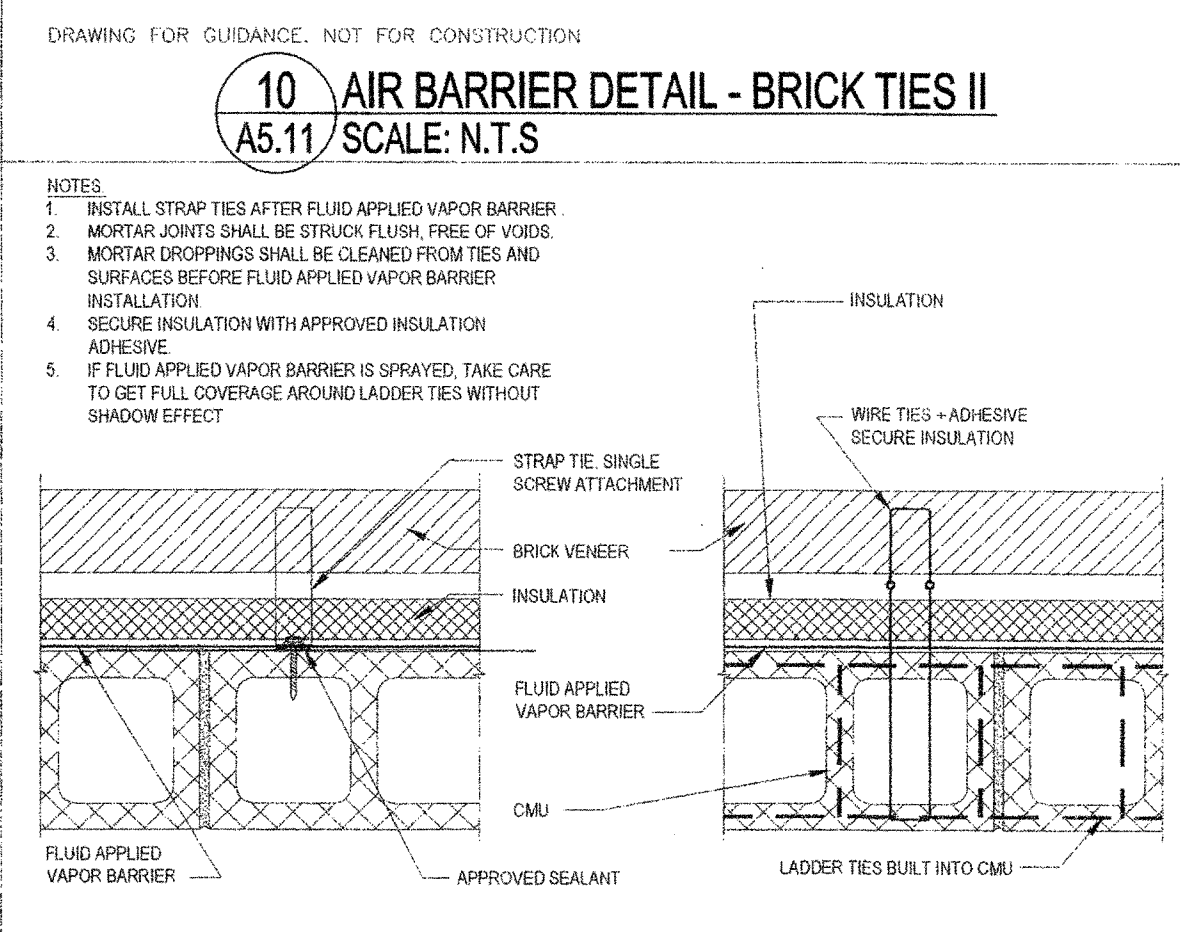 DRAWING FOR GUIDANCE. NOT FOR CONSTRUCTION
10
A5.11
AIR BARRIER DETAIL - BRICK TIES II
SCALE: N.T.S
NOTES.
1. INSTALL STRAP TIES AFTER FLUID APPLIED VAPOR BARRIER .
2. MORTAR JOINTS SHALL BE STRUCK FLUSH, FREE OF VOIDS.
3. MORTAR DROPPINGS SHALL BE CLEANED FROM TIES AND
SURFACES BEFORE FLUID APPLIED VAPOR BARRIER
INSTALLATION.
4. SECURE INSULATION WITH APPROVED INSULATION
ADHESIVE.
5. IF FLUID APPLIED VAPOR BARRIER IS SPRAYED, TAKE CARE
TO GET FULL COVERAGE AROUND LADDER TIES WITHOUT
SHADOW EFFECT
INSULATION
WIRE TIES + ADHESIVE
SECURE INSULATION
STRAP TIE. SINGLE
SCREW ATTACHMENT
BRICK VENEER
INSULATION
FLUID APPLIED
VAPOR BARRIER
CMU
FLUID APPLIED
VAPOR BARRIER
APPROVED SEALANT
LADDER TIES BUILT INTO CMU